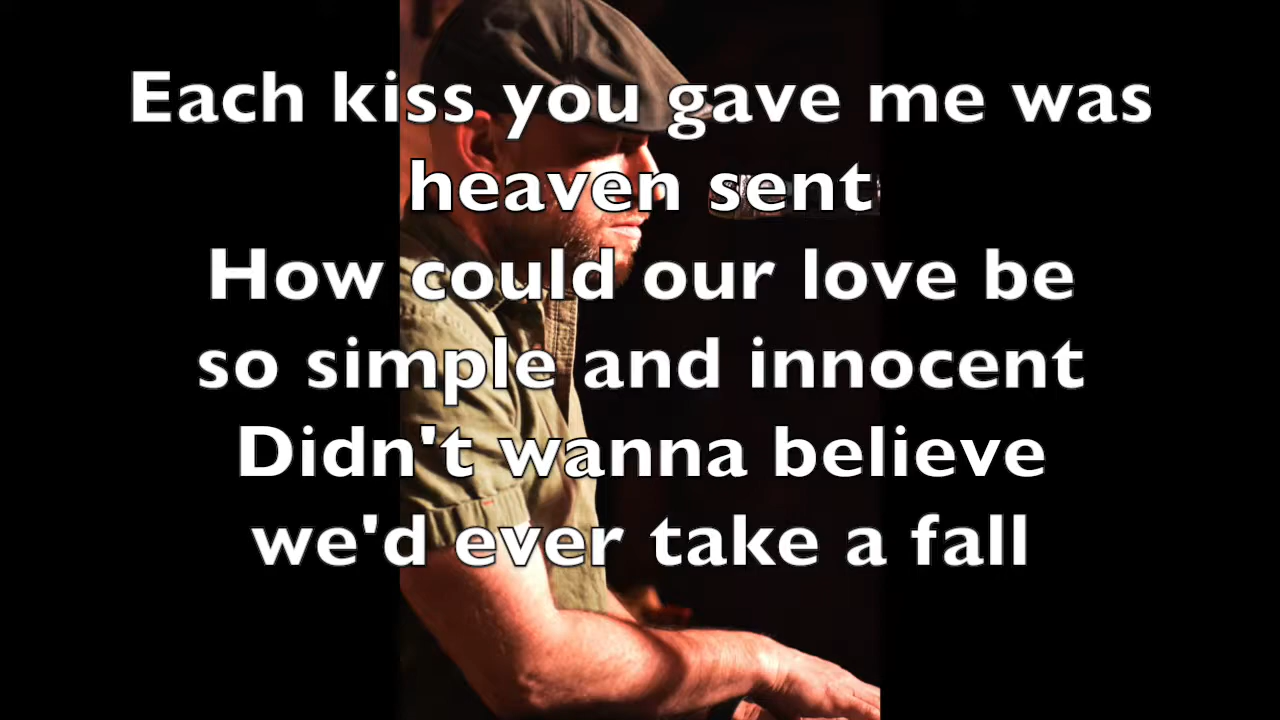 Each kiss you gave me was
heaven sent
How could our love be
so simple and innocent
Didn't wanna believe
we'd ever take a fall